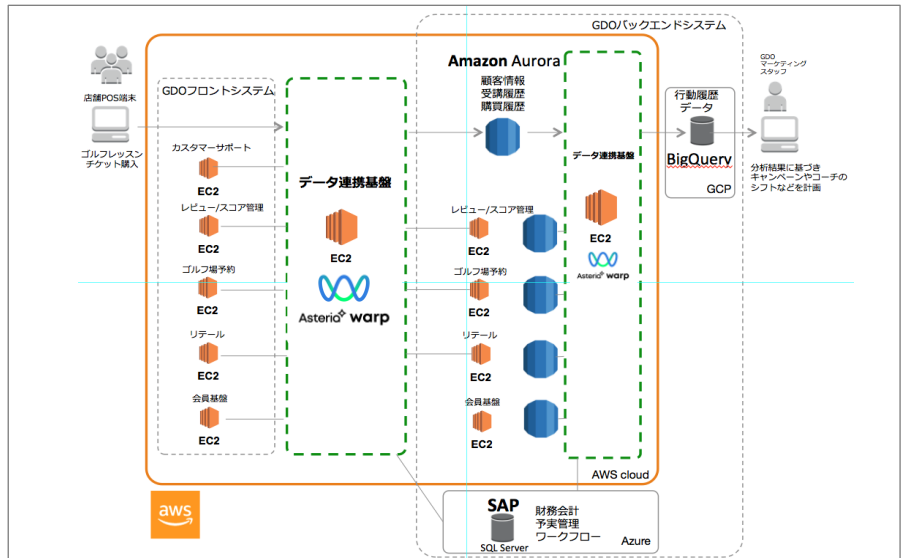 GDOバックエンドシステム
店舗POS端末
ゴルフレッスン
チケット購入
GDOフロントシステム
カスタマーサポート
EC2
レビュー/スコア管理
EC2
ゴルフ場予約
EC2
リテール
EC2
会員基盤
EC2
データ連携基盤
EC2
Asteria warp
Amazon Aurora
顧客情報
受講履歴
購買履歴
レビュー/スコア管理
EC2
ゴルフ場予約
EC2
リテール
EC2
会員基盤
EC2
データ連携基盤
EC2
Asteria warp
行動履歴
データ
BigQuery
GCP
GDO
マーケティング
スタッフ
分析結果に基づき
キャンペーンやコーチの
シフトなどを計画
AWS cloud
aws
SAP
SQL Server
財務会計
予実管理
ワークフロー
Azure